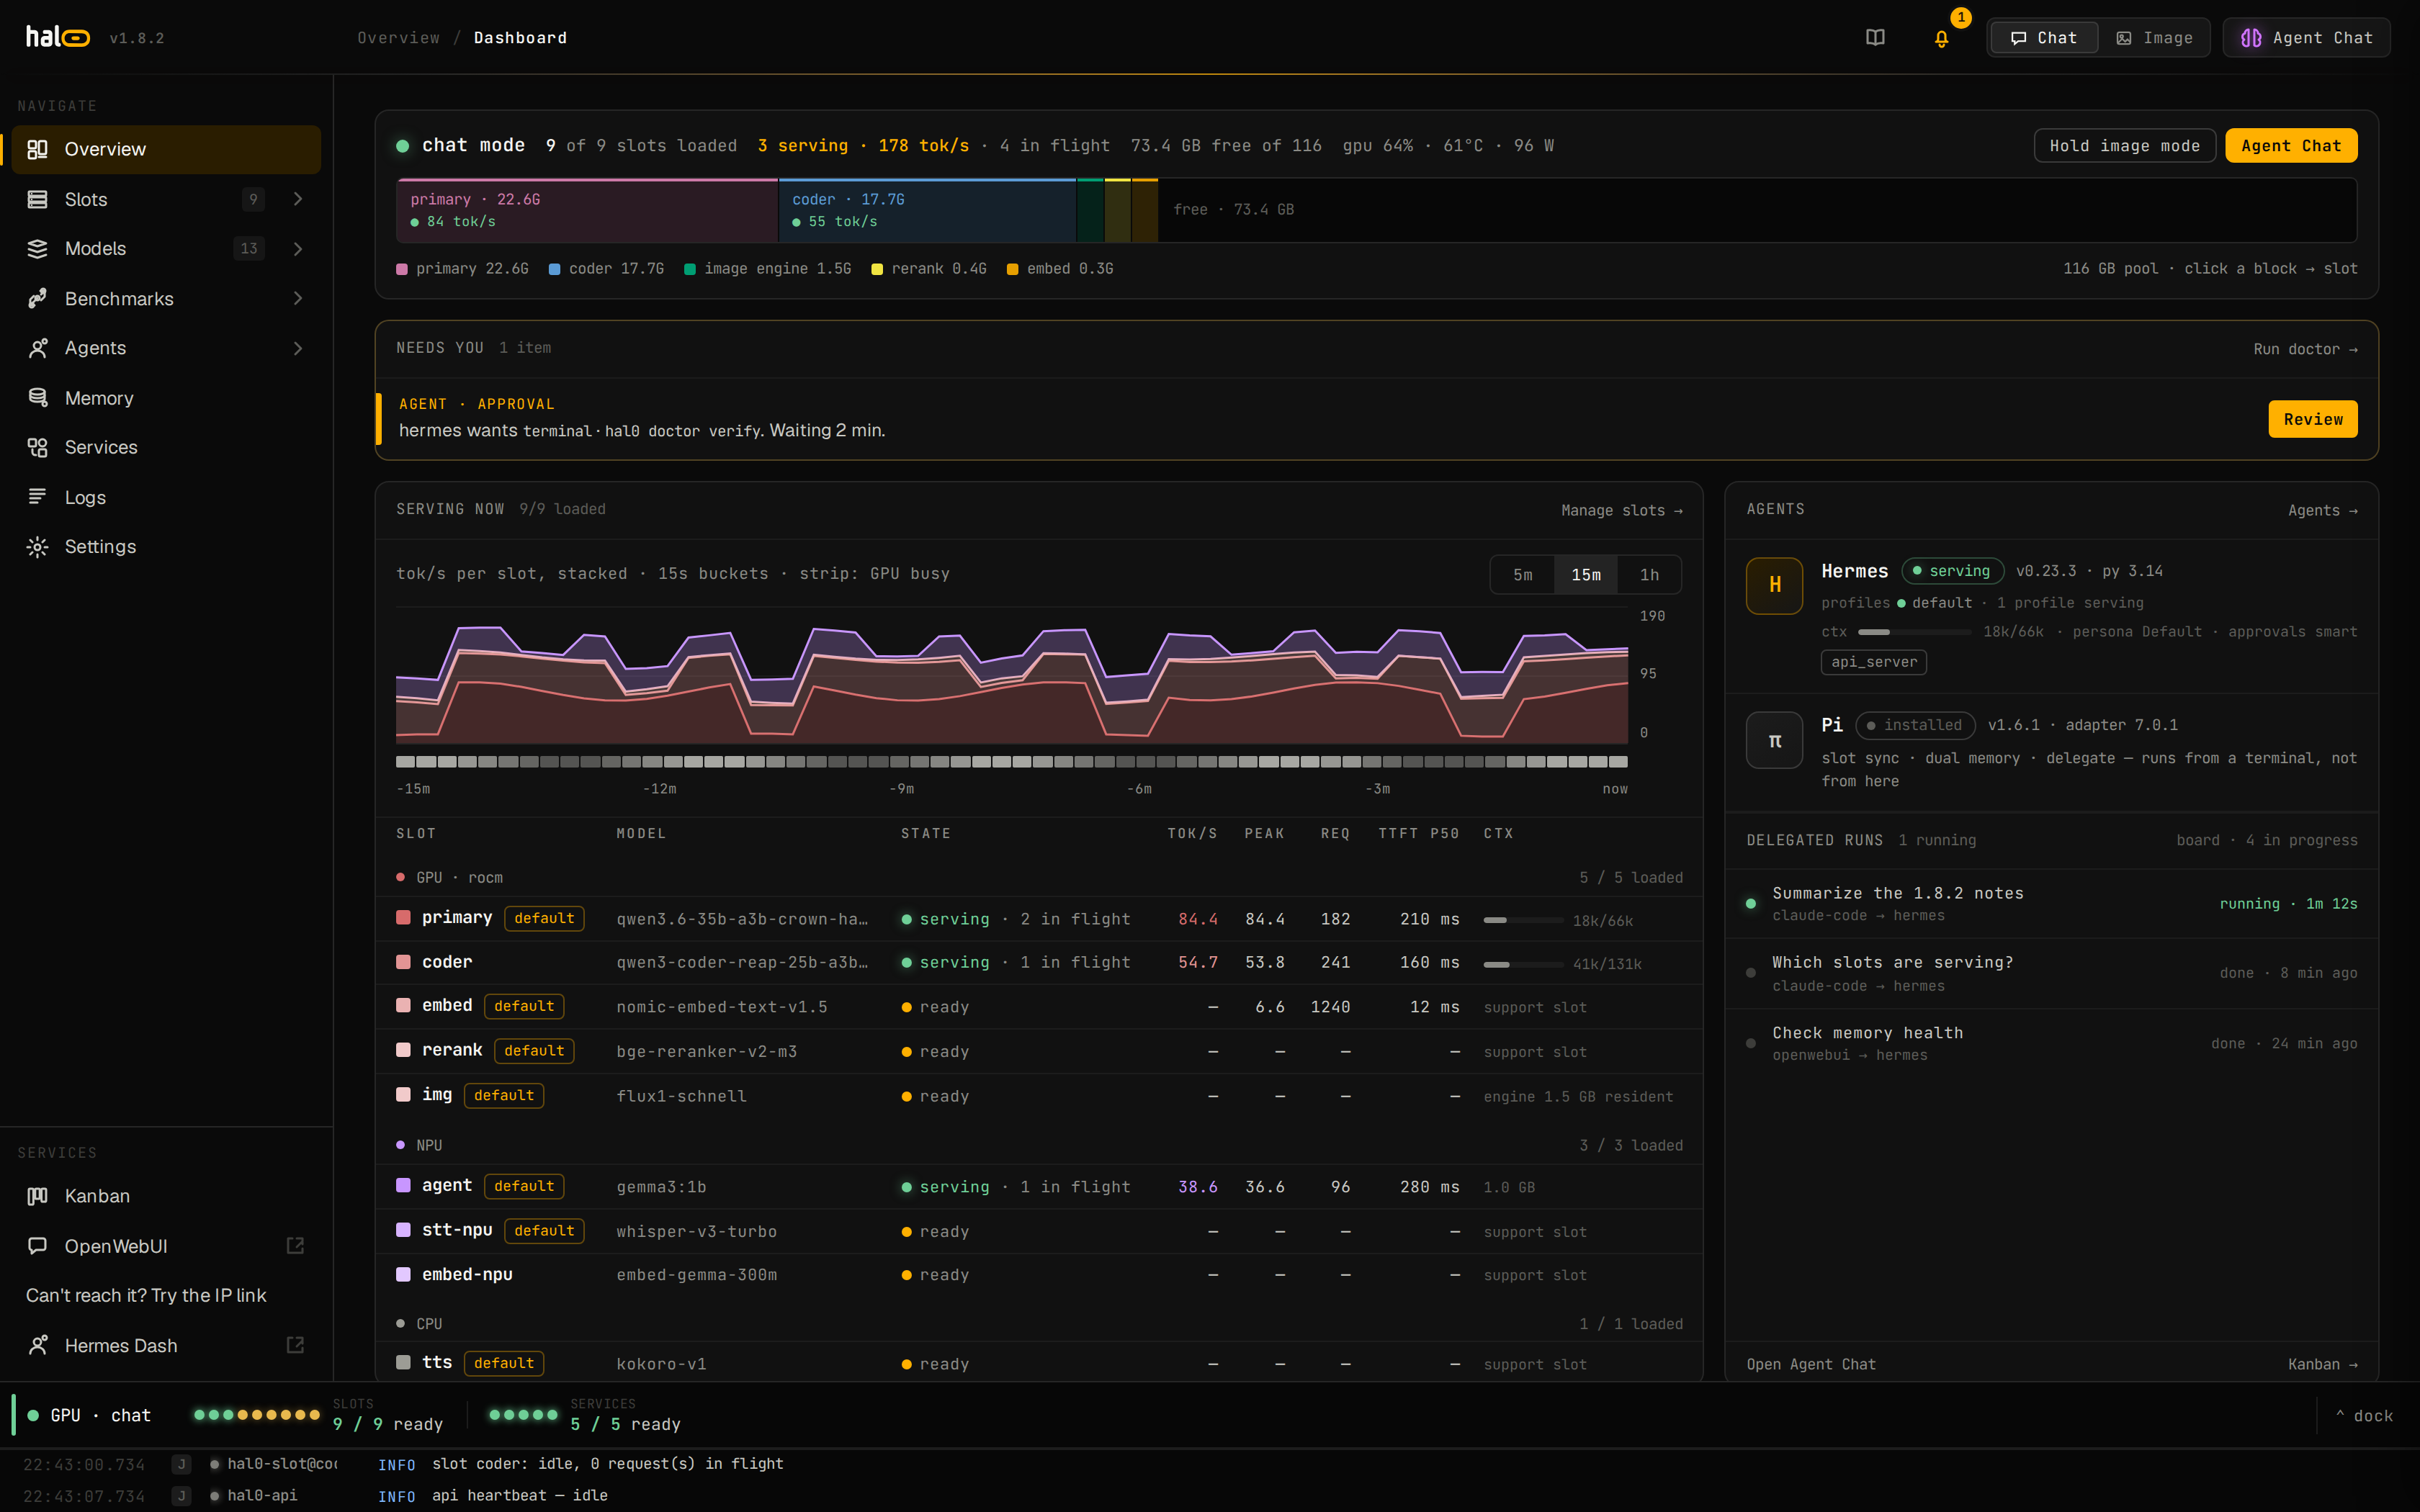 hal0 v1.8.2 Overview / Dashboard 1 Chat Image Agent Chat
NAVIGATE
Overview
Slots 9
Models 13
Benchmarks
Agents
Memory
Services
Logs
Settings
SERVICES
Kanban
OpenWebUI
Can't reach it? Try the IP link
Hermes Dash
chat mode 9 of 9 slots loaded 3 serving · 178 tok/s · 4 in flight 73.4 GB free of 116 gpu 64% · 61°C · 96 W Hold image mode Agent Chat
primary · 22.6G coder · 17.7G free · 73.4 GB
84 tok/s 55 tok/s
primary 22.6G coder 17.7G image engine 1.5G rerank 0.4G embed 0.3G 116 GB pool · click a block → slot
NEEDS YOU 1 item Run doctor →
AGENT · APPROVAL
hermes wants terminal·hal0 doctor verify. Waiting 2 min. Review
SERVING NOW 9/9 loaded Manage slots →
tok/s per slot, stacked · 15s buckets · strip: GPU busy 5m 15m 1h
190
95
0
-15m -12m -9m -6m -3m now
SLOT MODEL STATE TOK/S PEAK REQ TTFT P50 CTX
GPU · rocm 5 / 5 loaded
primary default qwen3.6-35b-a3b-crown-ha… serving · 2 in flight 84.4 84.4 182 210 ms 18k/66k
coder qwen3-coder-reap-25b-a3b… serving · 1 in flight 54.7 53.8 241 160 ms 41k/131k
embed default nomic-embed-text-v1.5 ready — 6.6 1240 12 ms support slot
rerank default bge-reranker-v2-m3 ready — — — — support slot
img default flux1-schnell ready — — — — engine 1.5 GB resident
NPU 3 / 3 loaded
agent default gemma3:1b serving · 1 in flight 38.6 36.6 96 280 ms 1.0 GB
stt-npu default whisper-v3-turbo ready — — — — support slot
embed-npu embed-gemma-300m ready — — — — support slot
CPU 1 / 1 loaded
tts default kokoro-v1 ready — — — — support slot
AGENTS Agents →
H Hermes serving v0.23.3 · py 3.14
profiles default · 1 profile serving
ctx 18k/66k · persona Default · approvals smart
api_server
π Pi installed v1.6.1 · adapter 7.0.1
slot sync · dual memory · delegate — runs from a terminal, not
from here
DELEGATED RUNS 1 running board · 4 in progress
Summarize the 1.8.2 notes running · 1m 12s
claude-code → hermes
Which slots are serving? done · 8 min ago
claude-code → hermes
Check memory health done · 24 min ago
openwebui → hermes
Open Agent Chat Kanban →
GPU · chat SLOTS 9 / 9 ready SERVICES 5 / 5 ready ^ dock
22:43:00.734 J hal0-slot@co INFO slot coder: idle, 0 request(s) in flight
22:43:07.734 J hal0-api INFO api heartbeat — idle